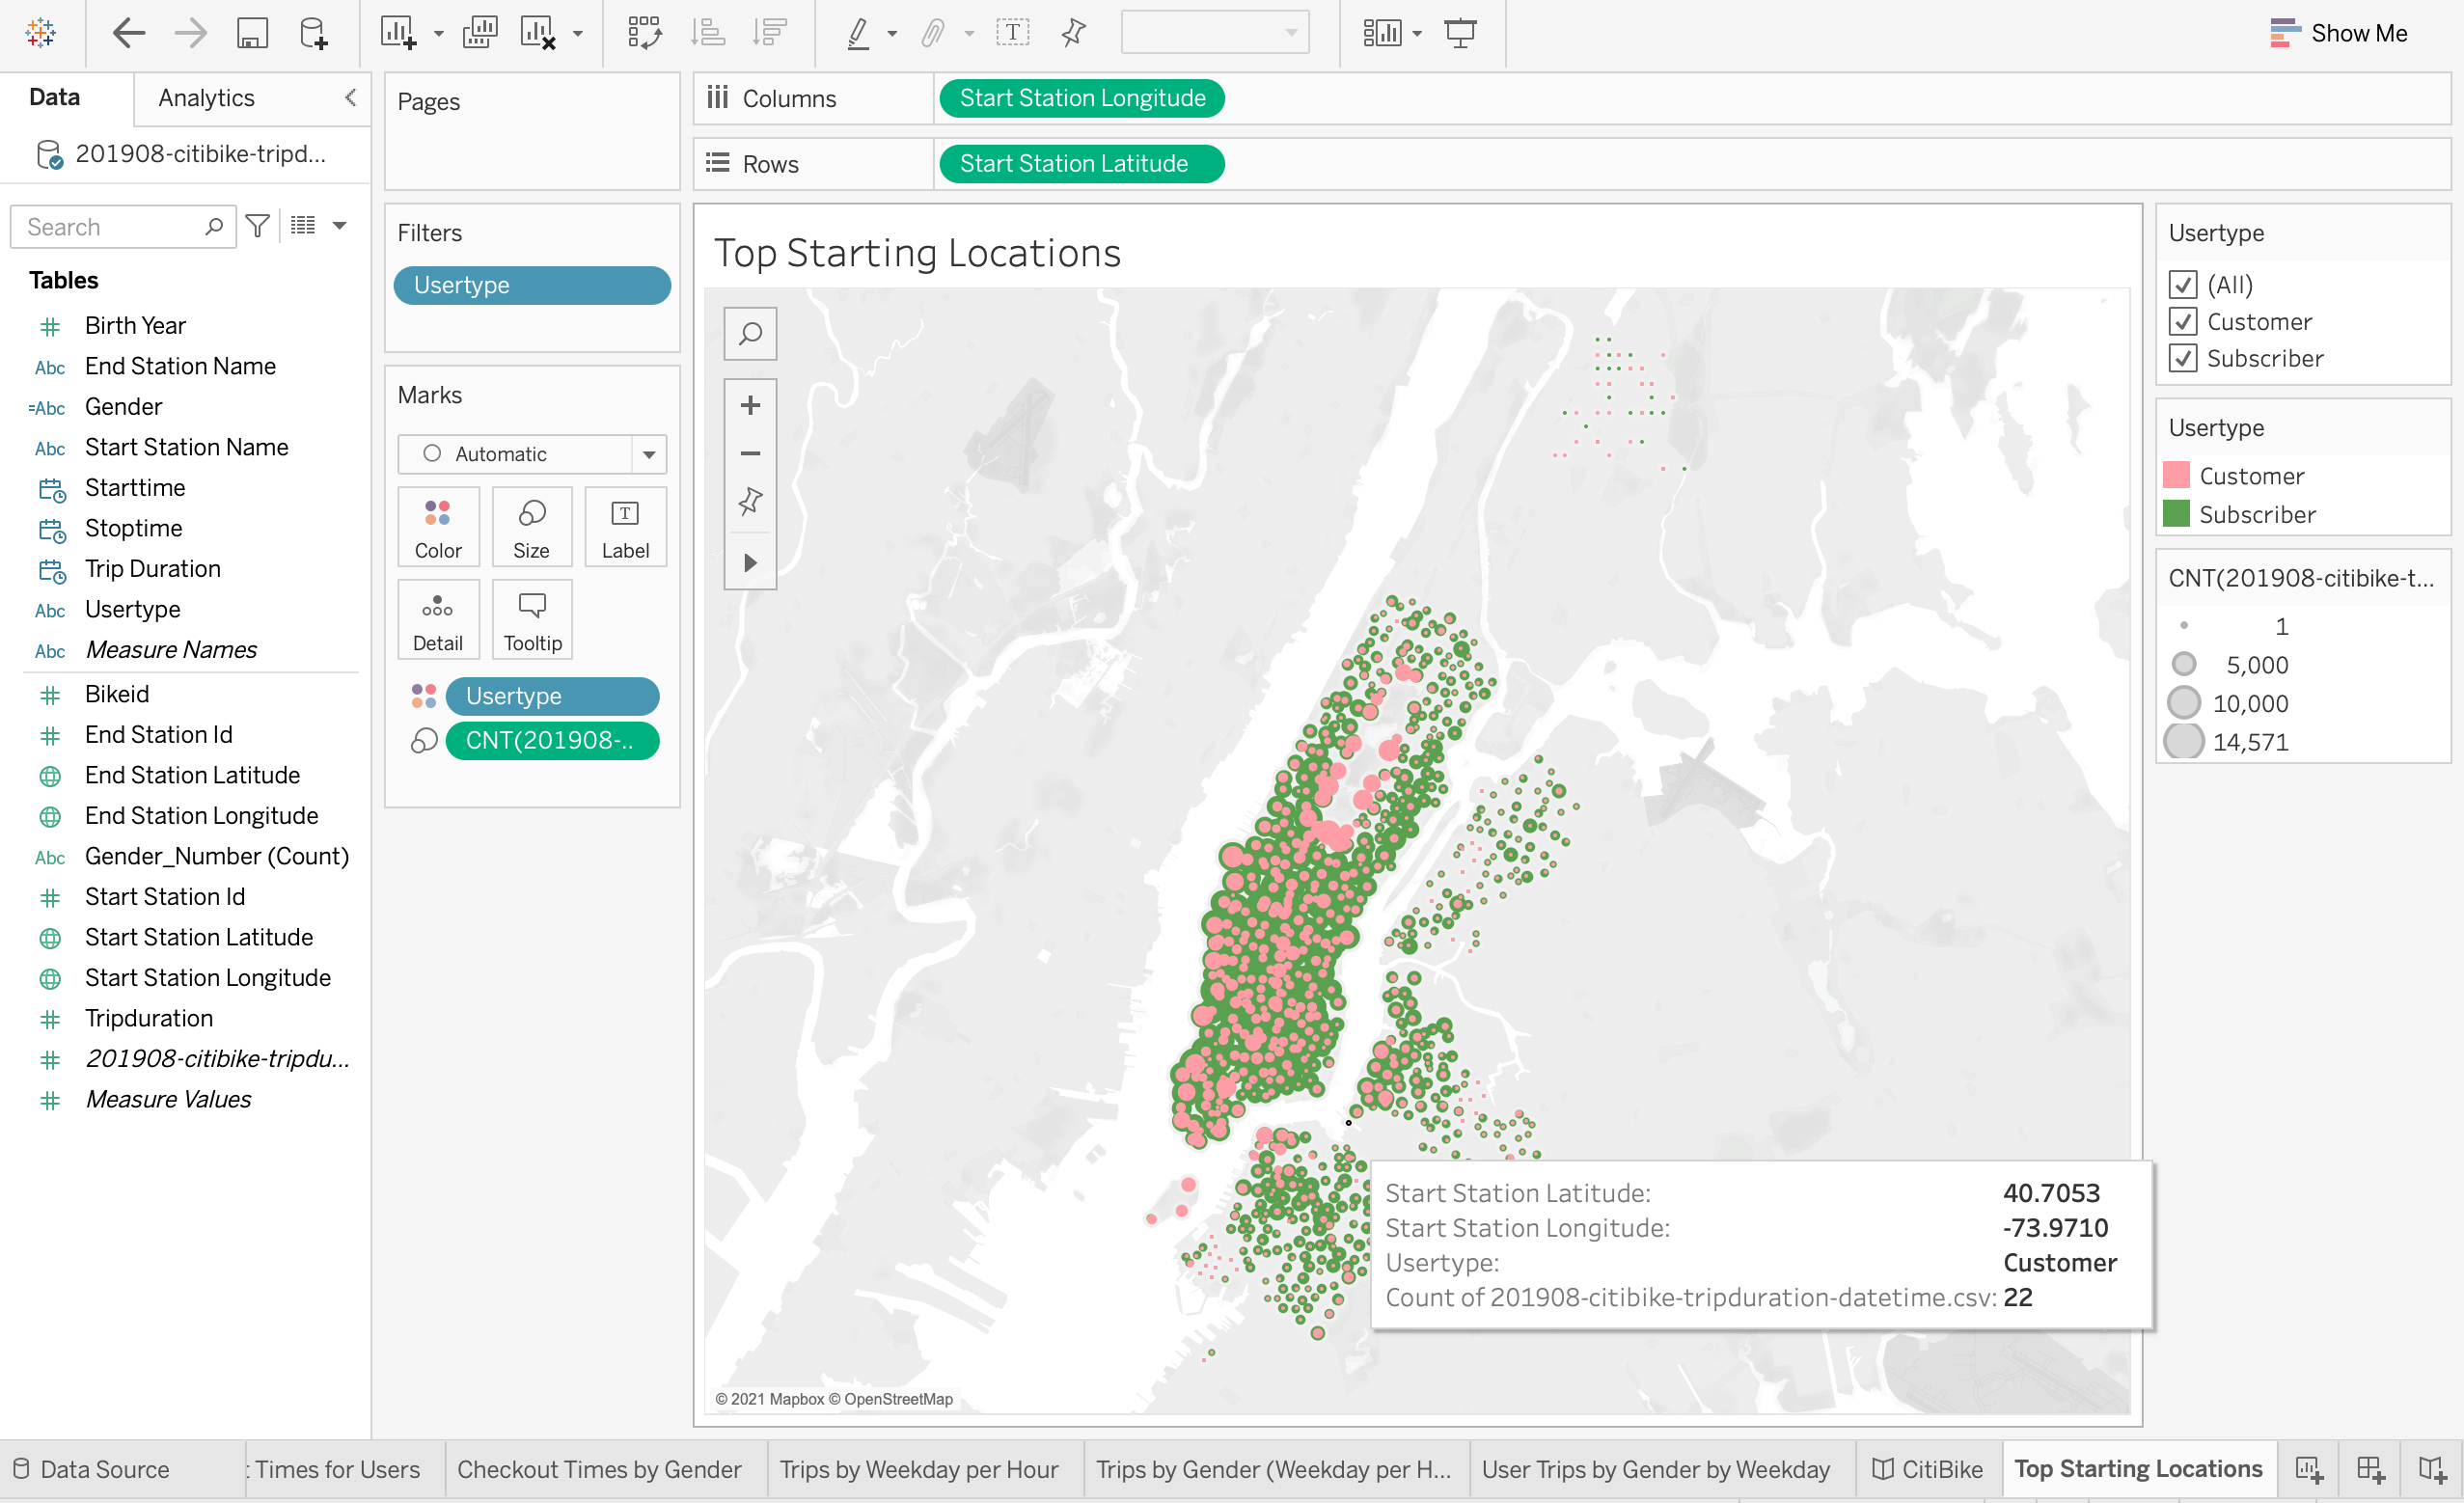 Show Me
Data
Analytics
201908-citibike-tripd...
Search
Tables
Birth Year
Abc End Station Name
=Abc Gender
Abc Start Station Name
Starttime
Stoptime
Trip Duration
Abc Usertype
Abc Measure Names
Bikeid
End Station Id
End Station Latitude
End Station Longitude
Abc Gender_Number (Count)
Start Station Id
Start Station Latitude
Start Station Longitude
Tripduration
201908-citibike-tripdu...
Measure Values
Pages
Filters
Usertype
Marks
Automatic
Color
Size
T
Label
Detail
Tooltip
Usertype
CNT(201908-..
Columns
Start Station Longitude
Rows
Start Station Latitude
Top Starting Locations
Start Station Latitude: 40.7053
Start Station Longitude: -73.9710
Usertype: Customer
Count of 201908-citibike-tripduration-datetime.csv: 22
© 2021 Mapbox © OpenStreetMap
Usertype
(All)
Customer
Subscriber
Usertype
Customer
Subscriber
CNT(201908-citibike-t...
1
5,000
10,000
14,571
Data Source
: Times for Users
Checkout Times by Gender
Trips by Weekday per Hour
Trips by Gender (Weekday per H...
User Trips by Gender by Weekday
CitiBike
Top Starting Locations